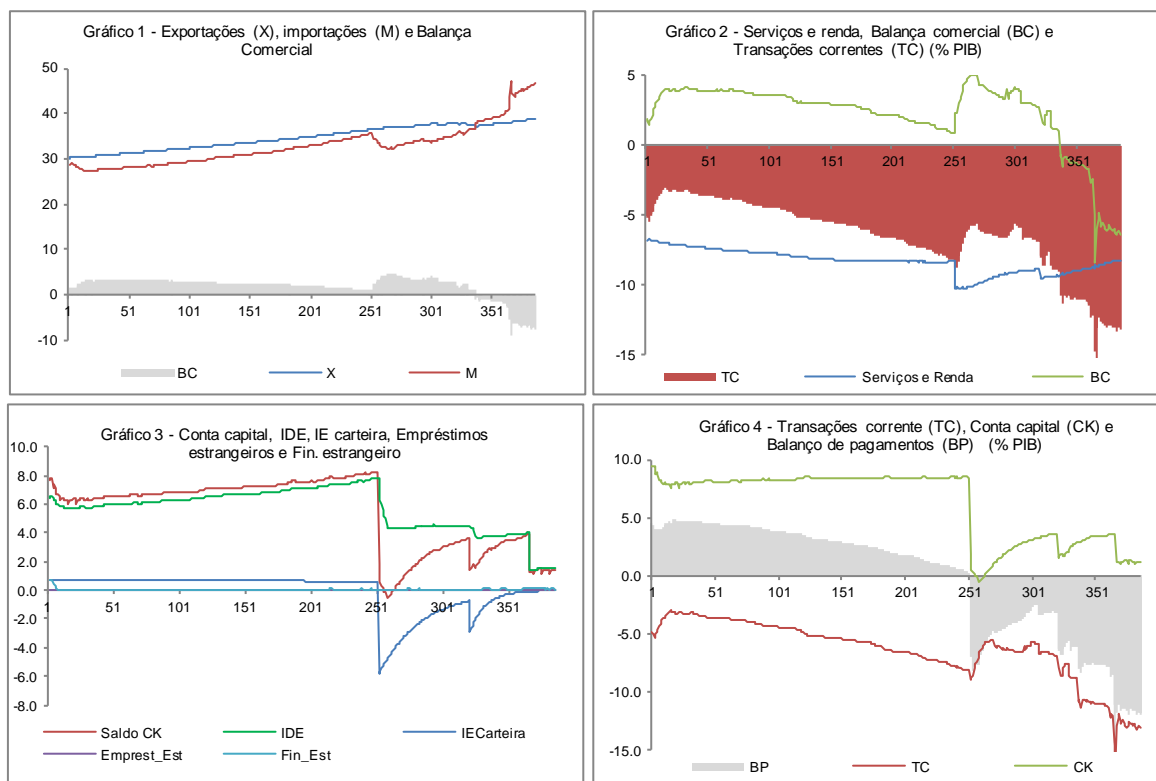 Gráfico 1 - Exportações (X), importações (M) e Balança
Comercial
50
40
30
20
10
0
-10
1
51
101
151
201
251
301
351
BC
X
M
Gráfico 2 - Serviços e renda, Balança comercial (BC) e
Transações correntes (TC) (% PIB)
5
0
-5
-10
-15
1
51
101
151
201
251
301
351
TC
Serviços e Renda
BC
Gráfico 3 - Conta capital, IDE, IE carteira, Empréstimos
estrangeiros e Fin. estrangeiro
10.0
8.0
6.0
4.0
2.0
0.0
-2.0
-4.0
-6.0
-8.0
1
51
101
151
201
251
301
351
Saldo CK
IDE
IECarteira
Emprest_Est
Fin_Est
Gráfico 4 - Transações corrente (TC), Conta capital (CK) e
Balanço de pagamentos (BP) (% PIB)
10.0
5.0
0.0
-5.0
-10.0
-15.0
1
51
101
151
201
251
301
351
BP
TC
CK